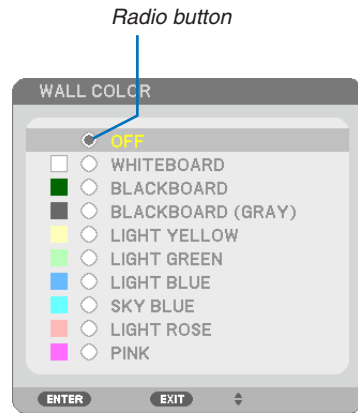 Radio button
WALL COLOR
OFF
WHITEBOARD
BLACKBOARD
BLACKBOARD (GRAY)
LIGHT YELLOW
LIGHT GREEN
LIGHT BLUE
SKY BLUE
LIGHT ROSE
PINK
ENTER EXIT